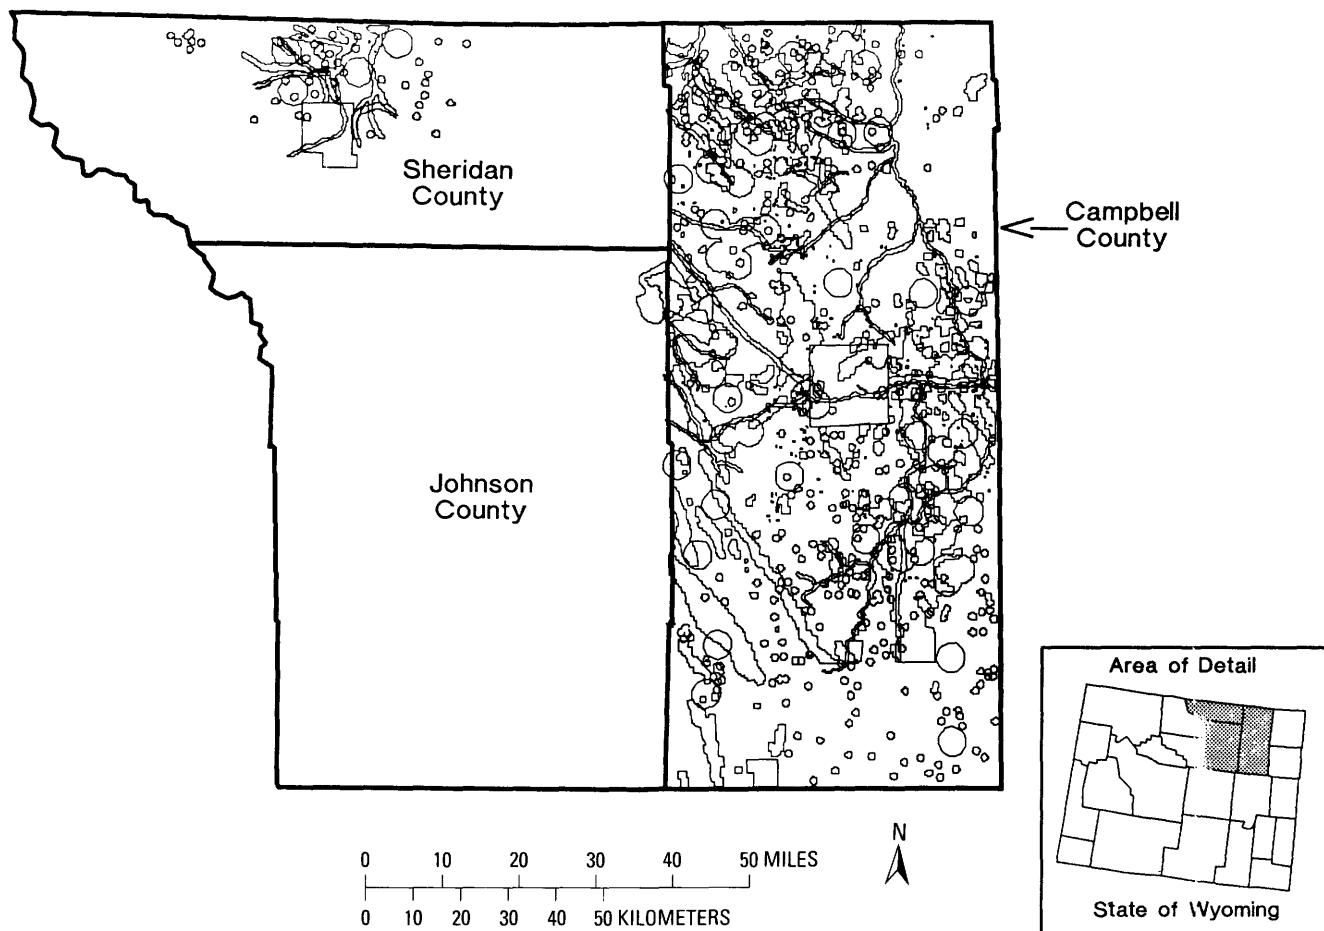 Sheridan
County
Campbell
County
Johnson
County
Area of Detail
N
0 10 20 30 40 50 MILES
0 10 20 30 40 50 KILOMETERS
State of Wyoming